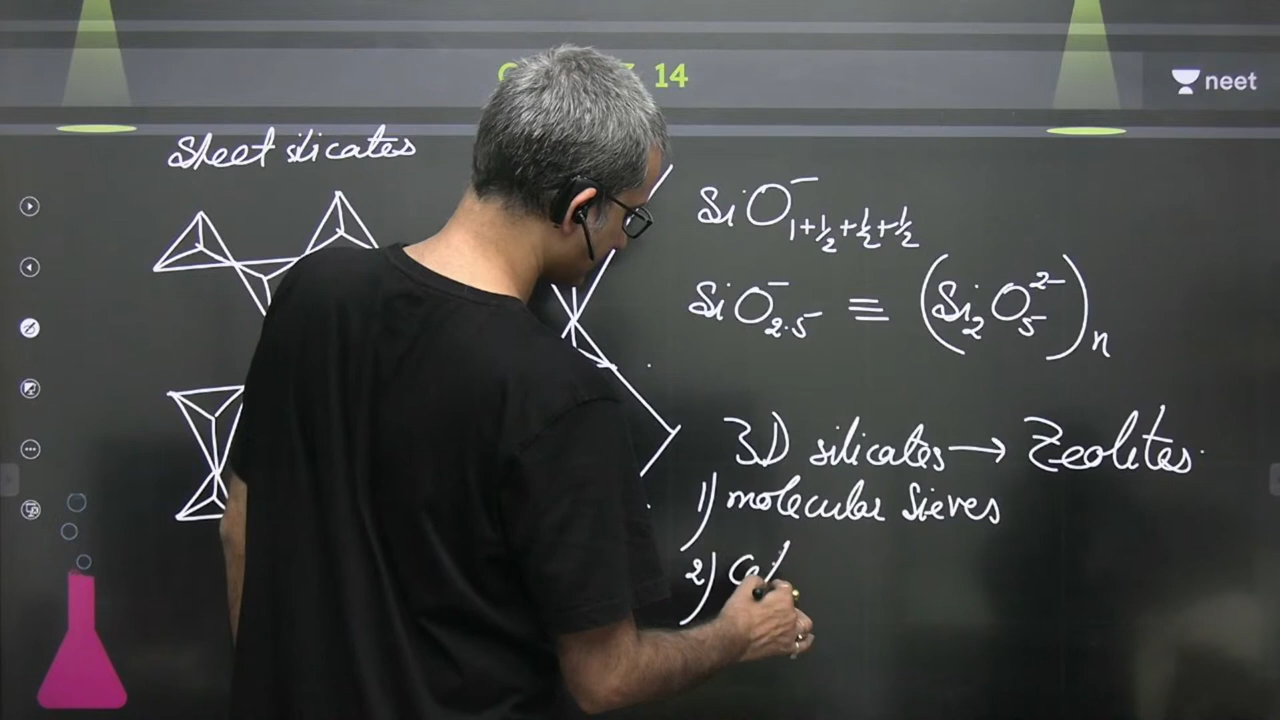 14
neet
Sheet silicates
SiO⁻₁₊½₊½₊½
SiO⁻₂.₅ ≡ (Si₂O₅²⁻)ₙ
3D silicates → Zeolites.
1) molecular Sieves
2)